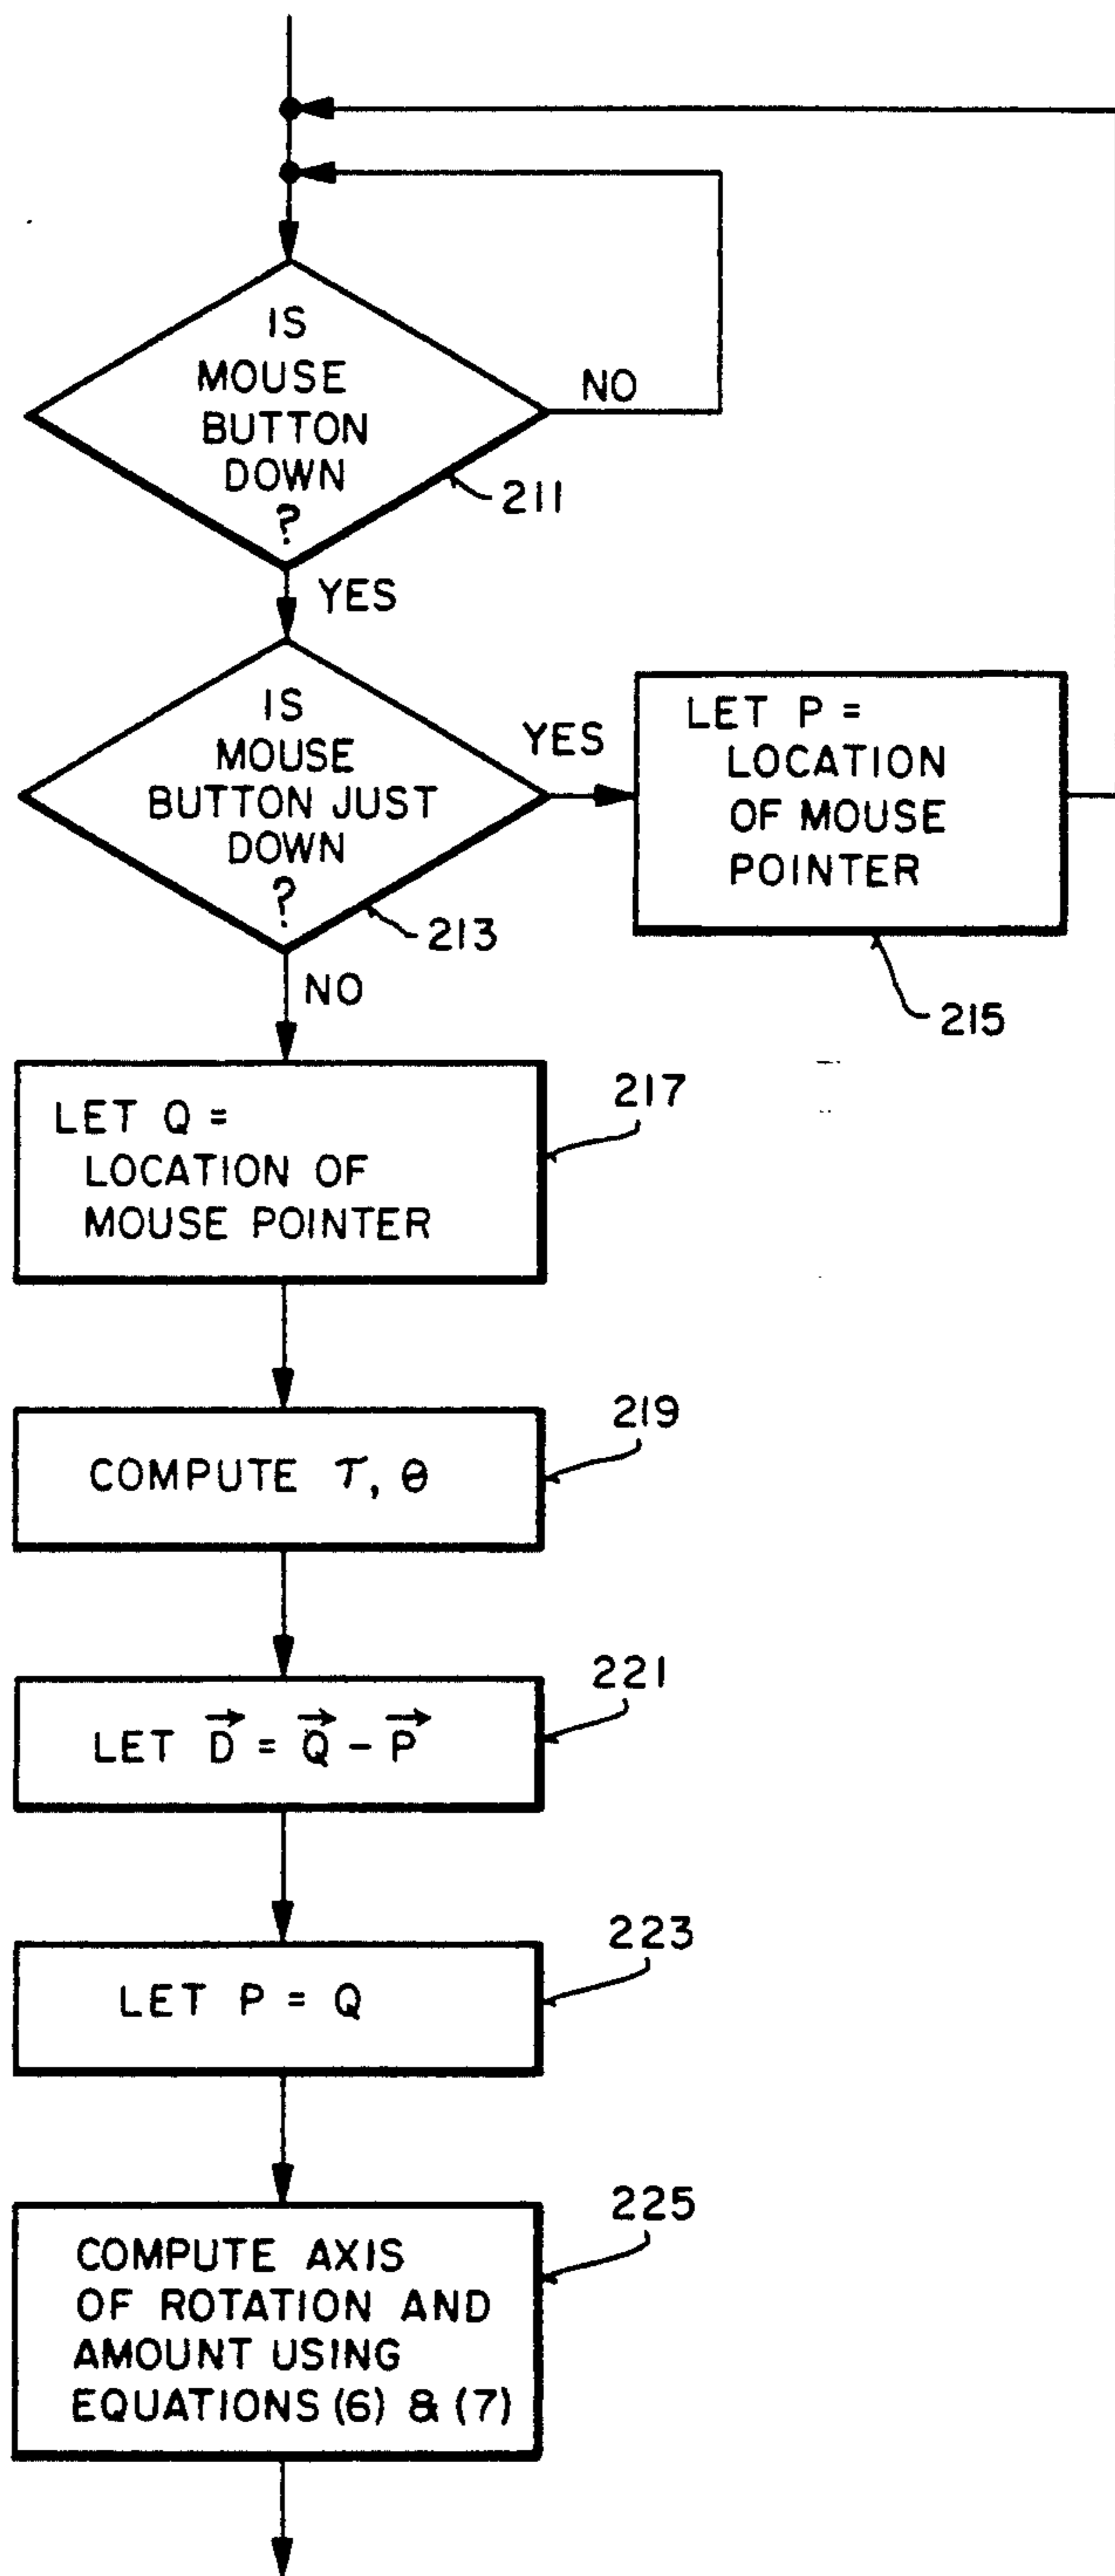 IS
MOUSE
BUTTON
DOWN
?
NO
211
YES
IS
MOUSE
BUTTON JUST
DOWN
?
YES
213
NO
LET P =
LOCATION
OF MOUSE
POINTER
215
LET Q =
LOCATION OF
MOUSE POINTER
217
COMPUTE τ, θ
219
LET D⃗ = Q⃗ - P⃗
221
LET P = Q
223
COMPUTE AXIS
OF ROTATION AND
AMOUNT USING
EQUATIONS (6) & (7)
225